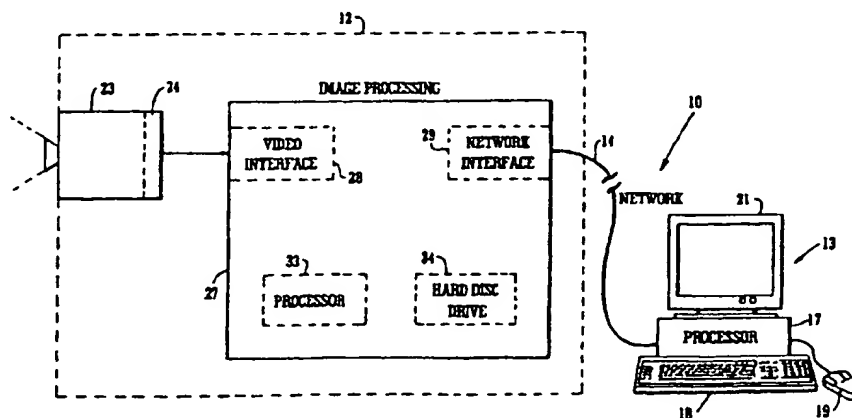 12
23
24
IMAGE PROCESSING
VIDEO
INTERFACE
28
29
NETWORK
INTERFACE
14
10
NETWORK
21
13
27
33
PROCESSOR
34
HARD DISC
DRIVE
PROCESSOR
17
18
19